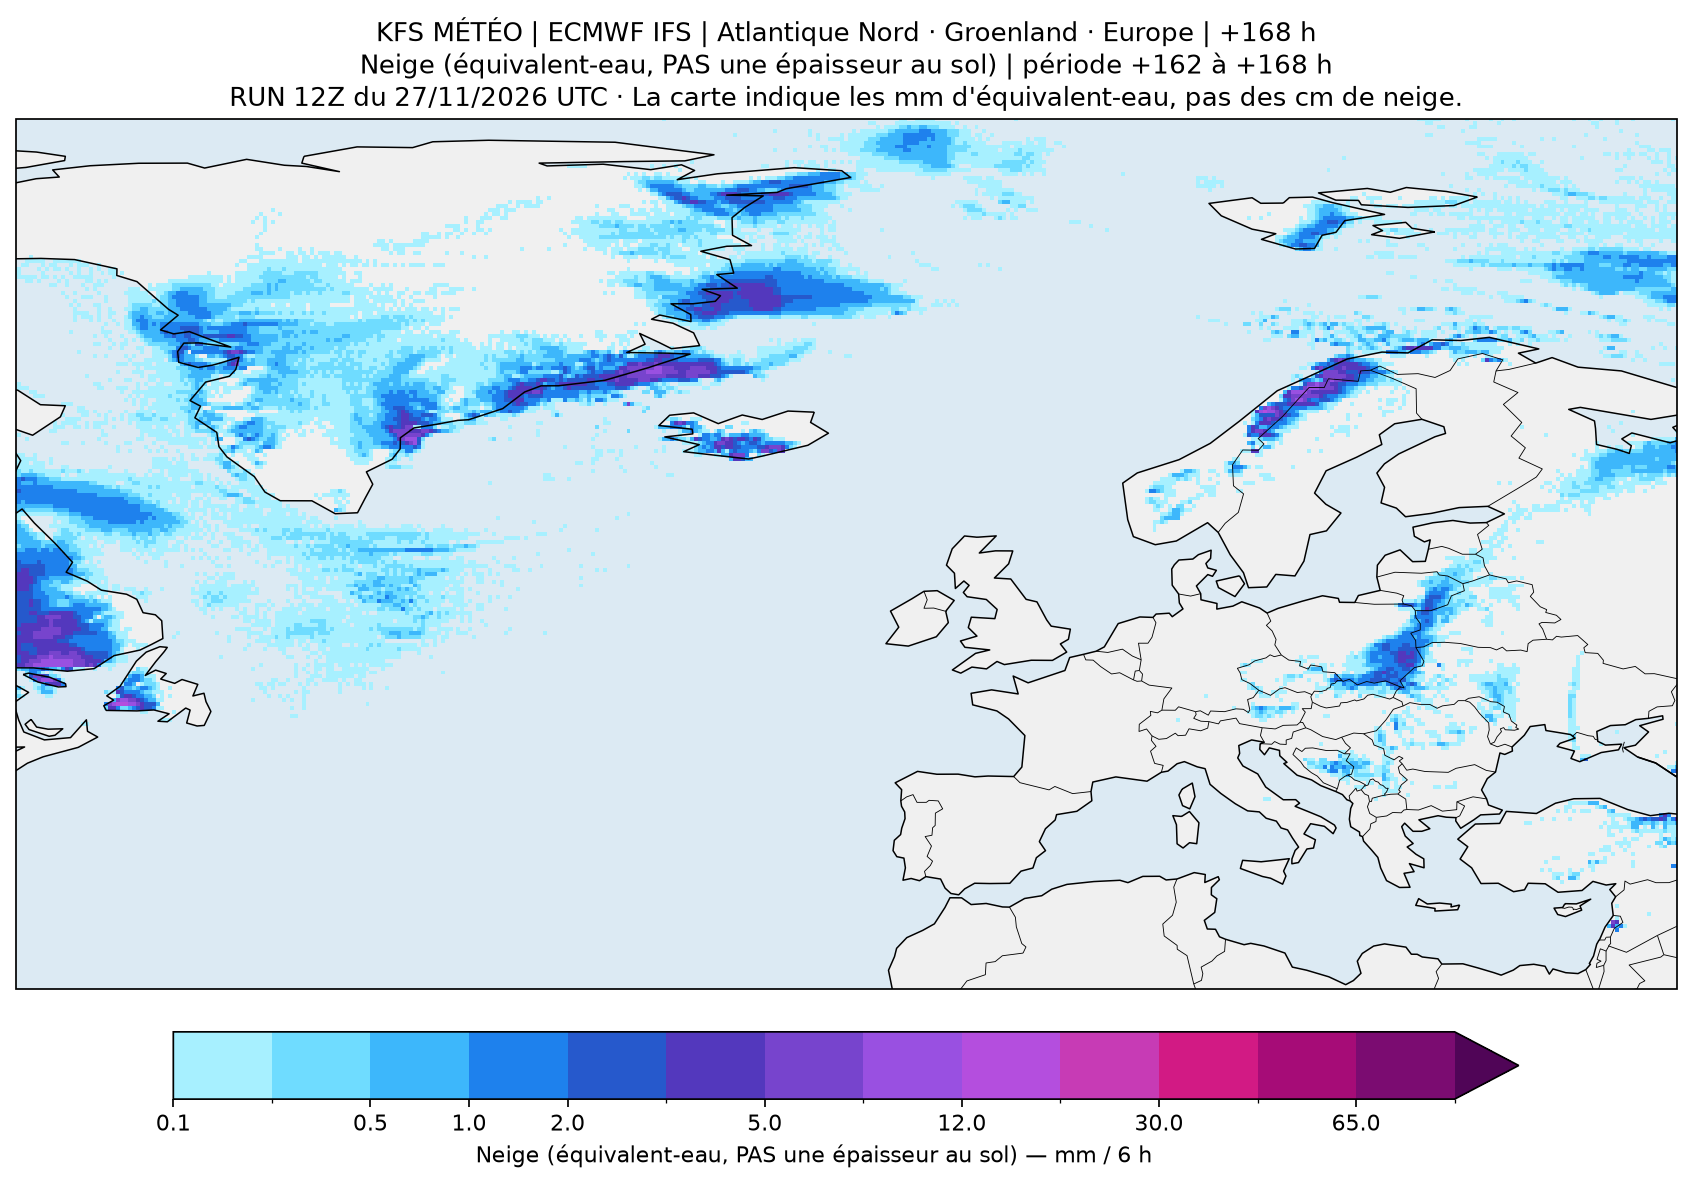 KFS MÉTÉO | ECMWF IFS | Atlantique Nord · Groenland · Europe | +168 h
Neige (équivalent-eau, PAS une épaisseur au sol) | période +162 à +168 h
RUN 12Z du 27/11/2026 UTC · La carte indique les mm d'équivalent-eau, pas des cm de neige.
0.1 0.5 1.0 2.0 5.0 12.0 30.0 65.0
Neige (équivalent-eau, PAS une épaisseur au sol) — mm / 6 h